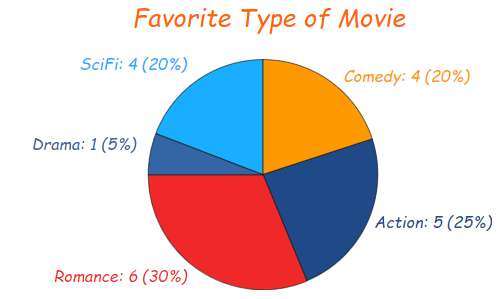 Favorite Type of Movie
SciFi: 4 (20%)
Comedy: 4 (20%)
Drama: 1 (5%)
Action: 5 (25%)
Romance: 6 (30%)